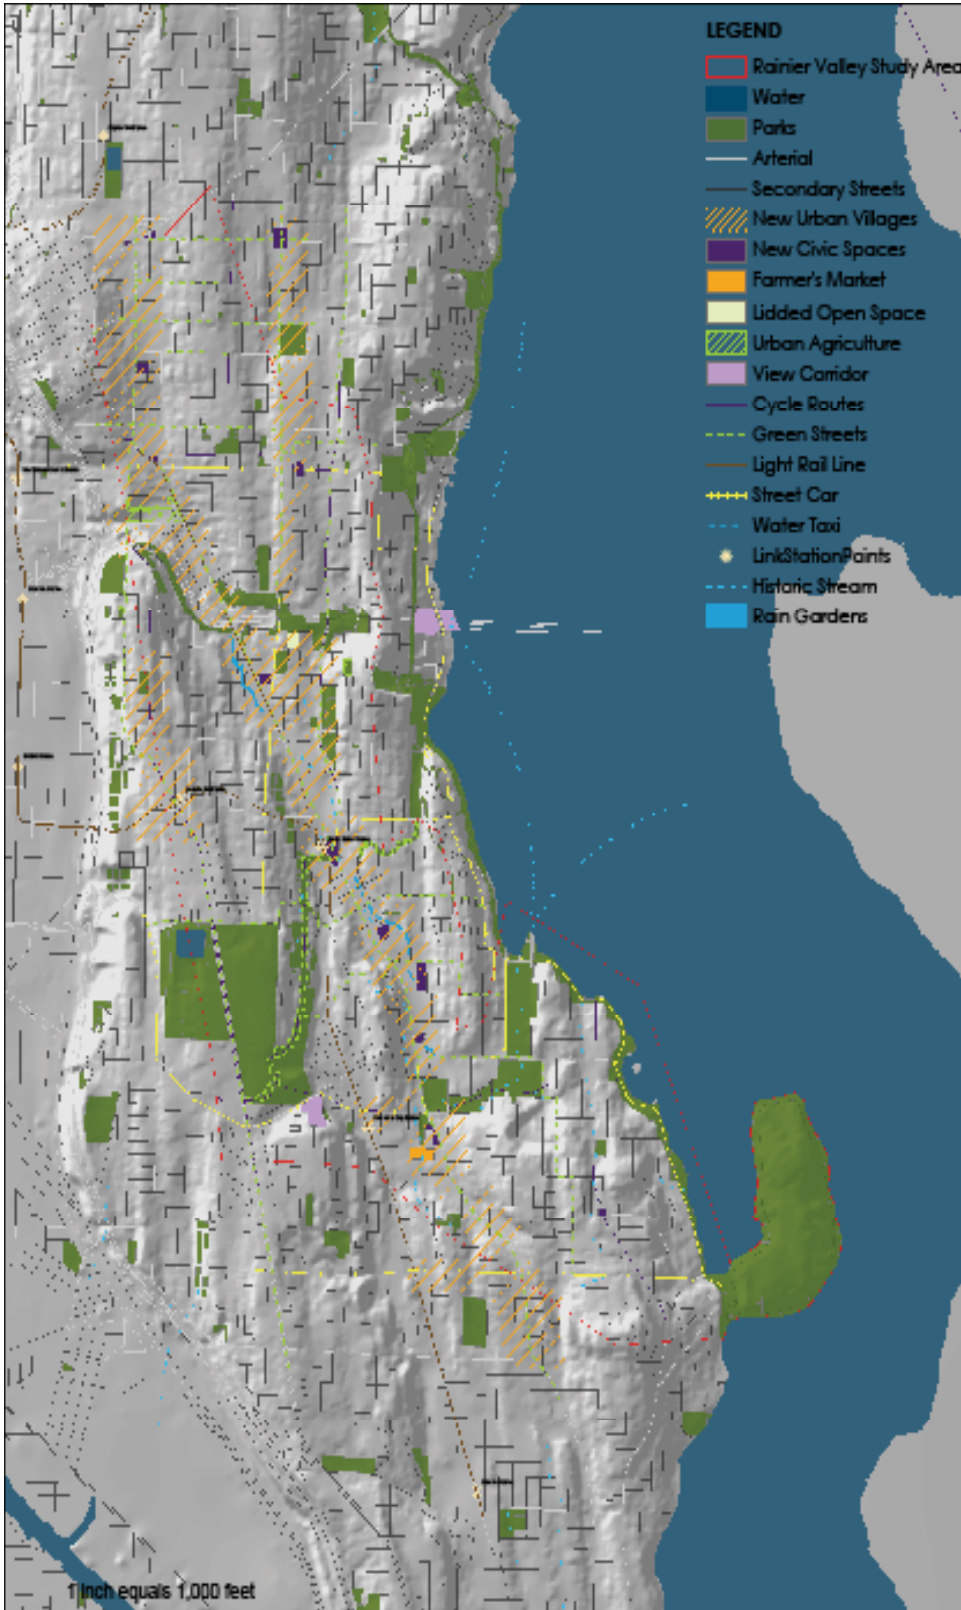 LEGEND
Rainier Valley Study Area
Water
Parks
Arterial
Secondary Streets
New Urban Villages
New Civic Spaces
Farmer's Market
Lidded Open Space
Urban Agriculture
View Corridor
Cycle Routes
Green Streets
Light Rail Line
Street Car
Water Taxi
LinkStationPoints
Historic Stream
Rain Gardens
1 inch equals 1,000 feet